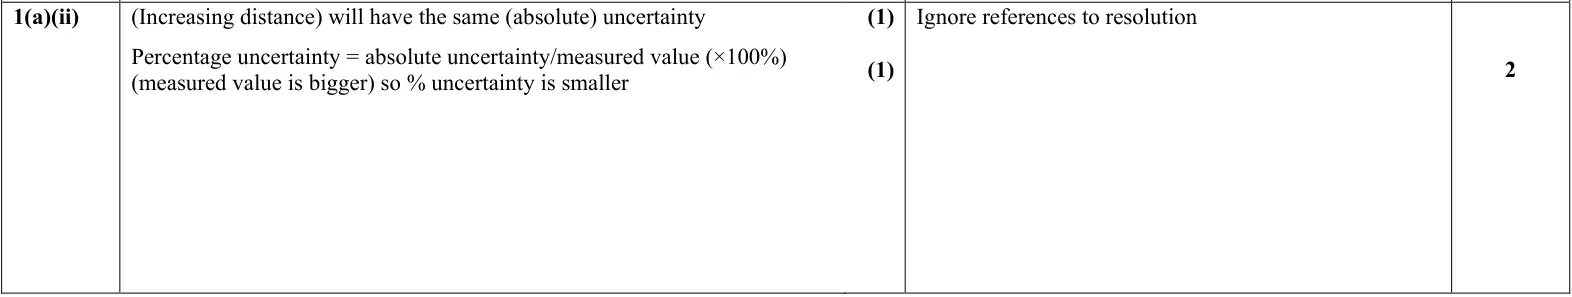 1(a)(ii) (Increasing distance) will have the same (absolute) uncertainty (1) Ignore references to resolution
Percentage uncertainty = absolute uncertainty/measured value (×100%)
(measured value is bigger) so % uncertainty is smaller (1) 2